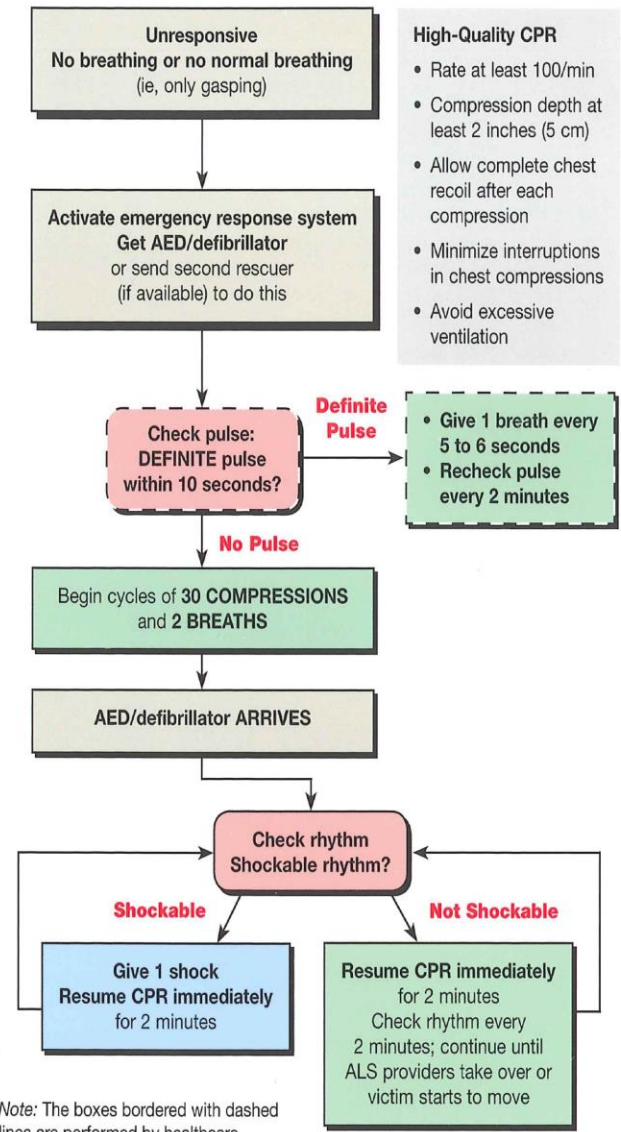 Unresponsive
No breathing or no normal breathing
(ie, only gasping)
High-Quality CPR
• Rate at least 100/min
• Compression depth at
least 2 inches (5 cm)
• Allow complete chest
recoil after each
compression
• Minimize interruptions
in chest compressions
• Avoid excessive
ventilation
Activate emergency response system
Get AED/defibrillator
or send second rescuer
(if available) to do this
Check pulse:
DEFINITE pulse
within 10 seconds?
Definite
Pulse
• Give 1 breath every
5 to 6 seconds
• Recheck pulse
every 2 minutes
No Pulse
Begin cycles of 30 COMPRESSIONS
and 2 BREATHS
AED/defibrillator ARRIVES
Check rhythm
Shockable rhythm?
Shockable
Not Shockable
Give 1 shock
Resume CPR immediately
for 2 minutes
Resume CPR immediately
for 2 minutes
Check rhythm every
2 minutes; continue until
ALS providers take over or
victim starts to move
Note: The boxes bordered with dashed
lines are performed by healthcare